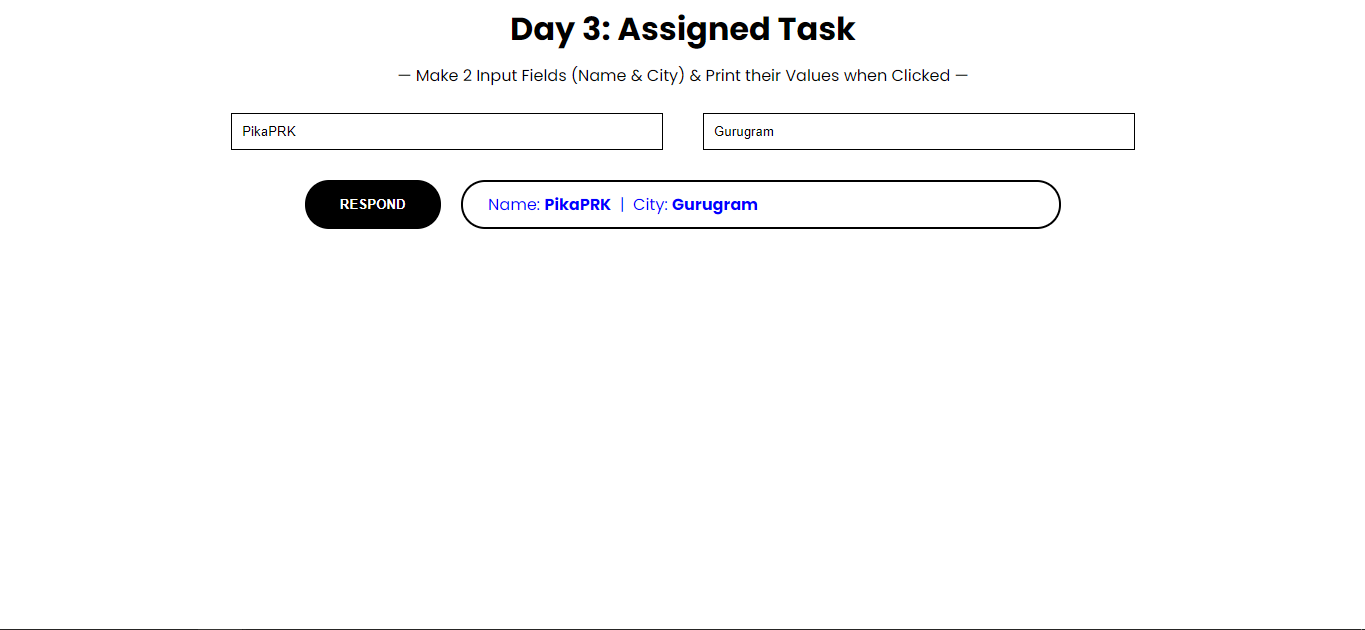 Day 3: Assigned Task
— Make 2 Input Fields (Name & City) & Print their Values when Clicked —
PikaPRK
Gurugram
RESPOND
Name: PikaPRK | City: Gurugram